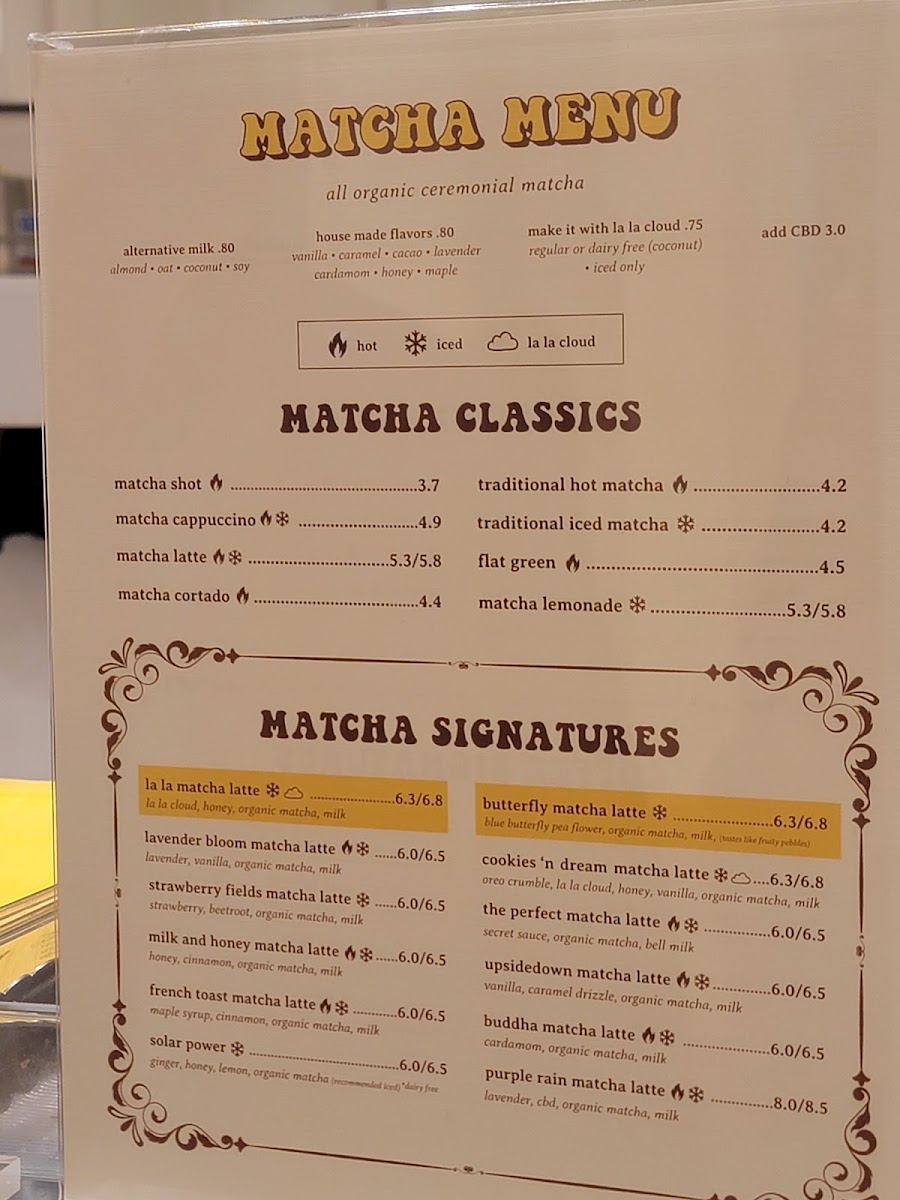 MATCHA MENU
all organic ceremonial matcha
alternative milk .80
almond • oat • coconut • soy
house made flavors .80
vanilla • caramel • cacao • lavender
cardamom • honey • maple
make it with la la cloud .75
regular or dairy free (coconut)
• iced only
add CBD 3.0
hot iced la la cloud
MATCHA CLASSICS
matcha shot ........................................3.7
matcha cappuccino .........................4.9
matcha latte .............................5.3/5.8
matcha cortado ...................................4.4
traditional hot matcha ...........................4.2
traditional iced matcha .........................4.2
flat green ..................................................4.5
matcha lemonade .............................5.3/5.8
MATCHA SIGNATURES
la la matcha latte .......................6.3/6.8
la la cloud, honey, organic matcha, milk
lavender bloom matcha latte ......6.0/6.5
lavender, vanilla, organic matcha, milk
strawberry fields matcha latte ......6.0/6.5
strawberry, beetroot, organic matcha, milk
milk and honey matcha latte ......6.0/6.5
honey, cinnamon, organic matcha, milk
french toast matcha latte ............6.0/6.5
maple syrup, cinnamon, organic matcha, milk
solar power ........................................6.0/6.5
ginger, honey, lemon, organic matcha (recommended iced) *dairy free
butterfly matcha latte ...........................6.3/6.8
blue butterfly pea flower, organic matcha, milk, (tastes like fruity pebbles)
cookies 'n dream matcha latte ....6.3/6.8
oreo crumble, la la cloud, honey, vanilla, organic matcha, milk
the perfect matcha latte ..................6.0/6.5
secret sauce, organic matcha, bell milk
upsidedown matcha latte ................6.0/6.5
vanilla, caramel drizzle, organic matcha, milk
buddha matcha latte ........................6.0/6.5
cardamom, organic matcha, milk
purple rain matcha latte .................8.0/8.5
lavender, cbd, organic matcha, milk